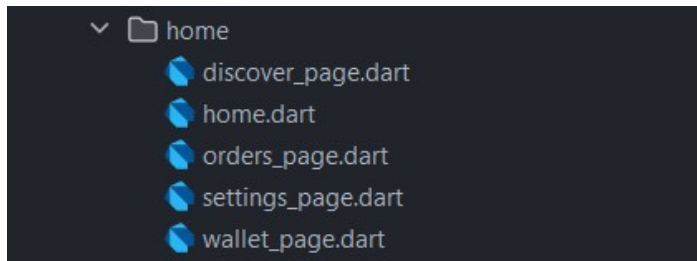 home
discover_page.dart
home.dart
orders_page.dart
settings_page.dart
wallet_page.dart